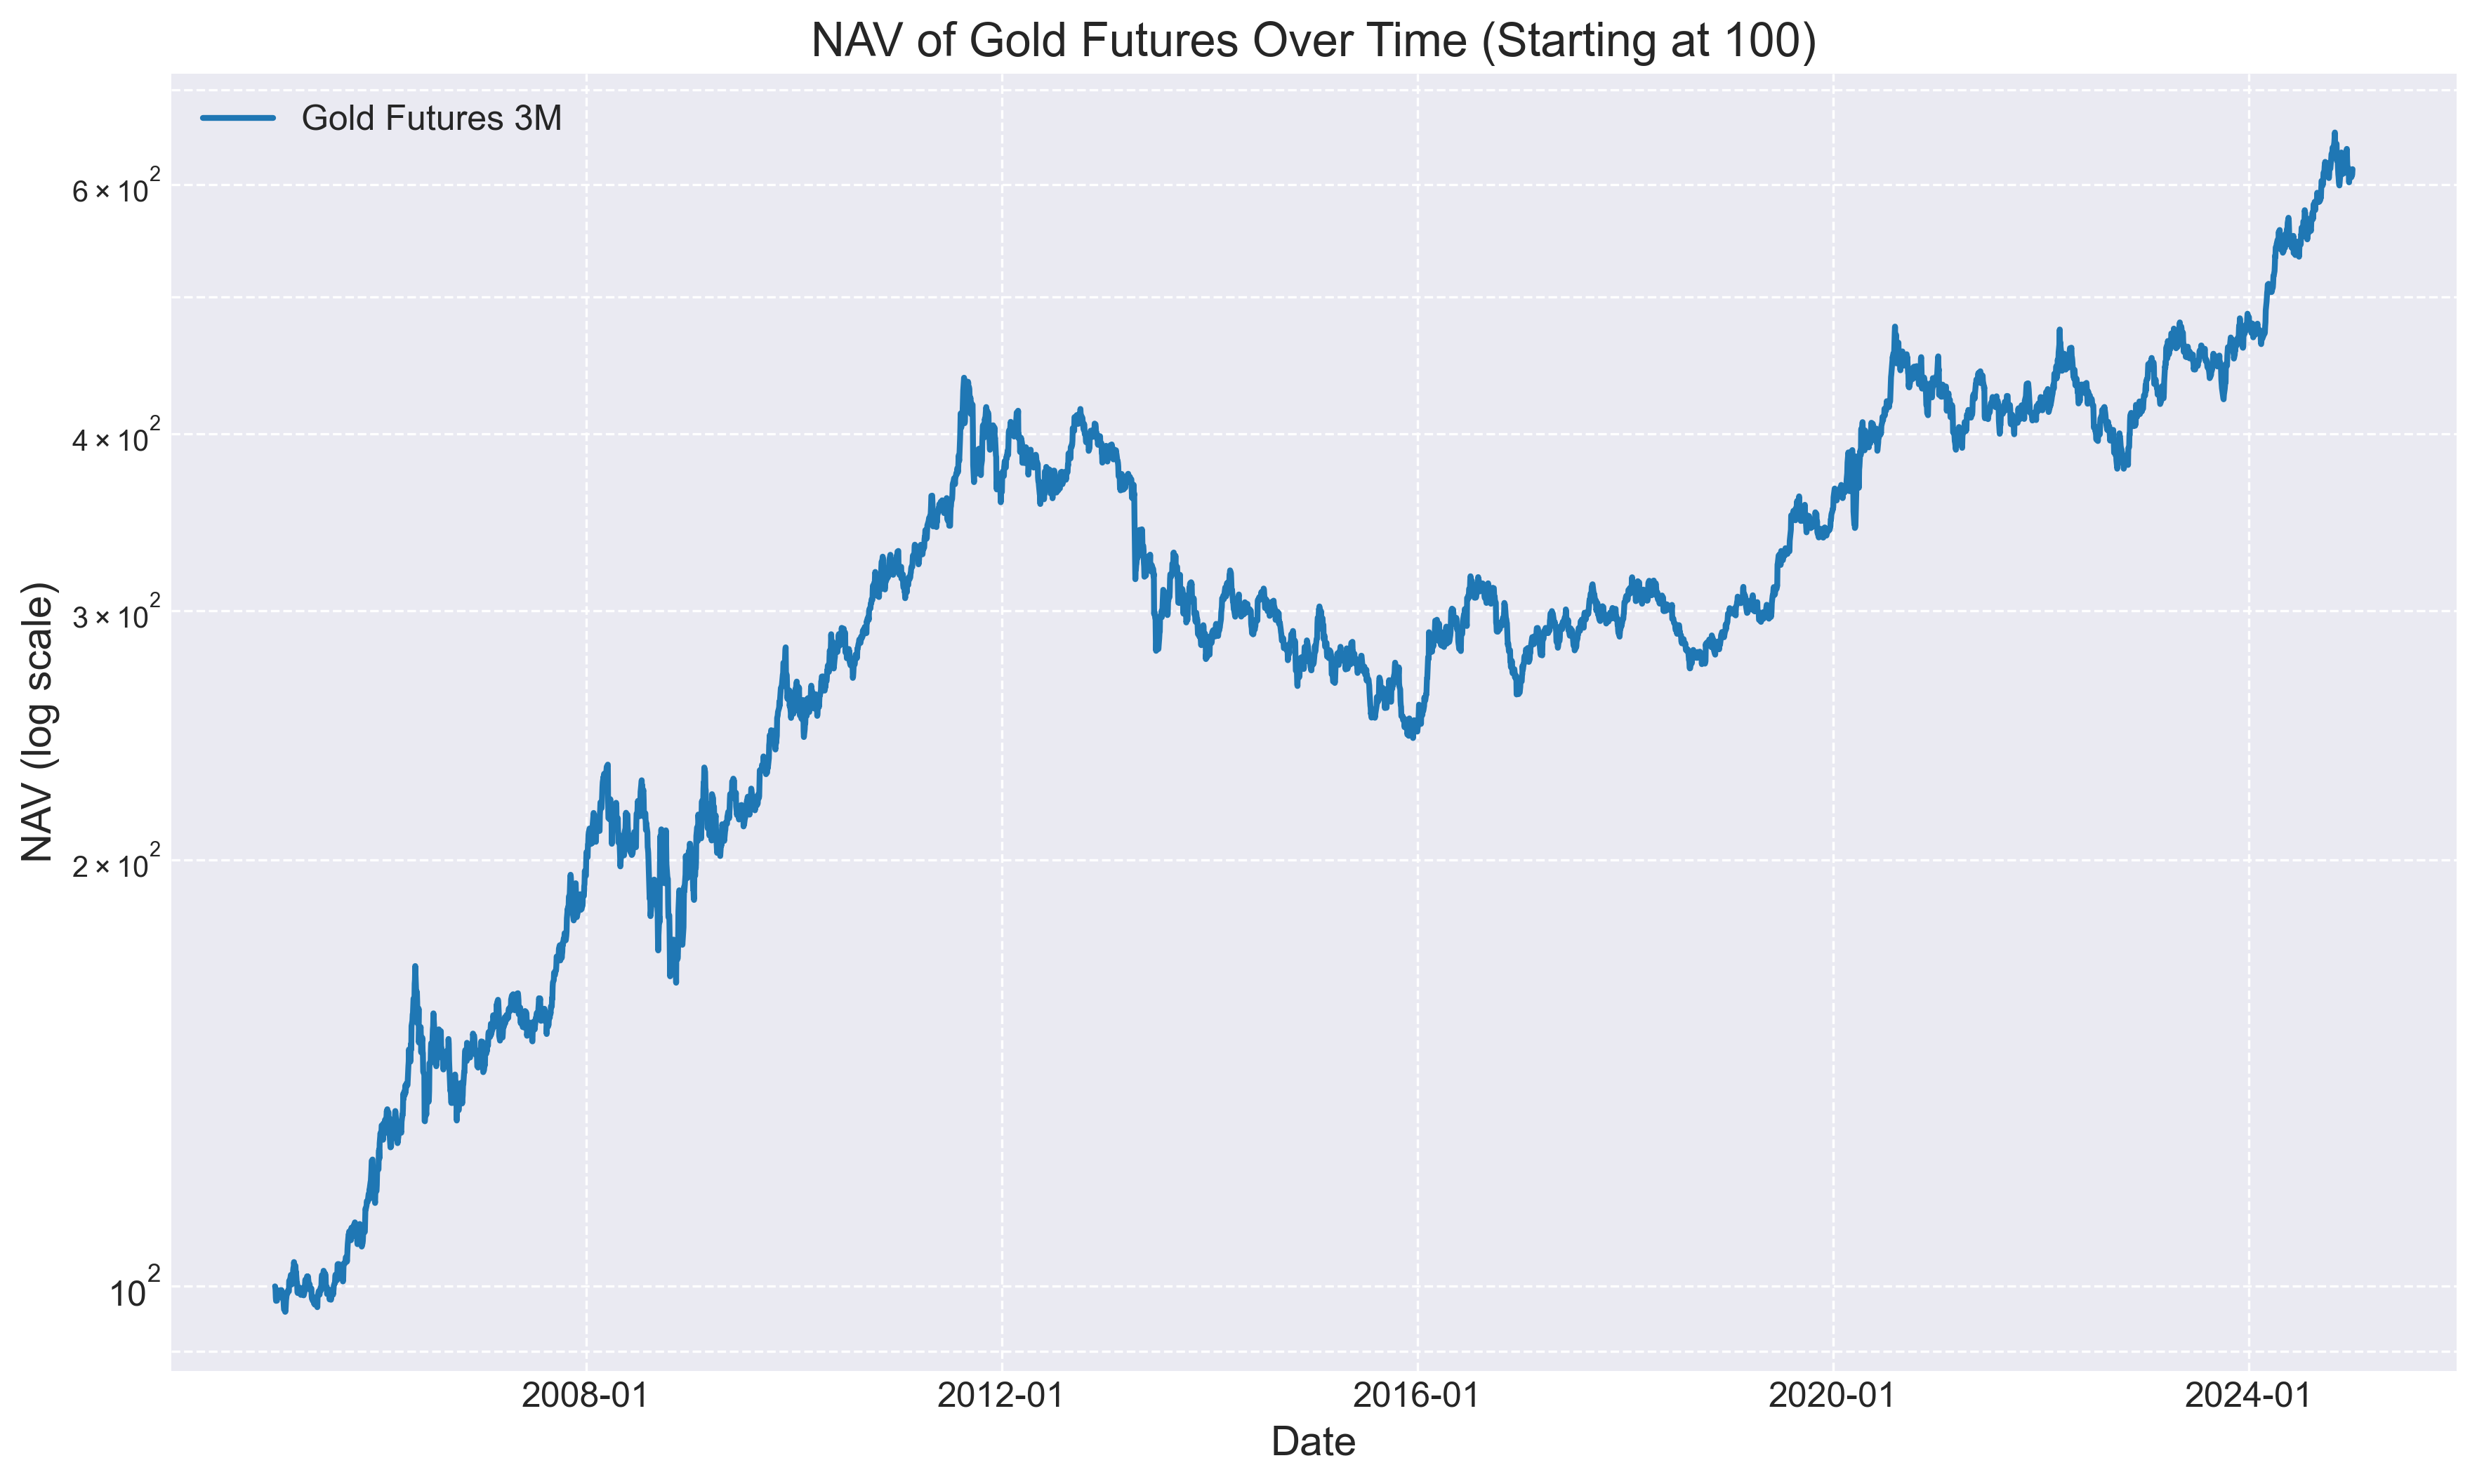 NAV of Gold Futures Over Time (Starting at 100)
Gold Futures 3M
NAV (log scale)
6 × 10²
4 × 10²
3 × 10²
2 × 10²
10²
2008-01
2012-01
2016-01
2020-01
2024-01
Date